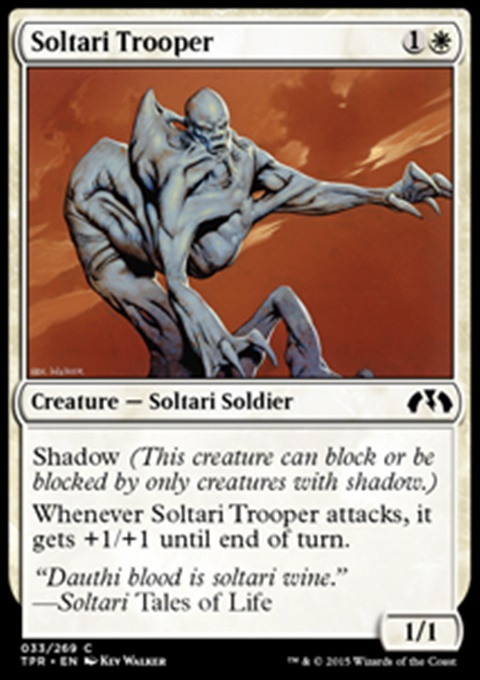 Soltari Trooper 1
KEV WALKER
Creature — Soltari Soldier
Shadow (This creature can block or be
blocked by only creatures with shadow.)
Whenever Soltari Trooper attacks, it
gets +1/+1 until end of turn.
“Dauthi blood is soltari wine.”
—Soltari Tales of Life
1/1
033/269 C
TPR • EN KEV WALKER
™ & © 2015 Wizards of the Coast